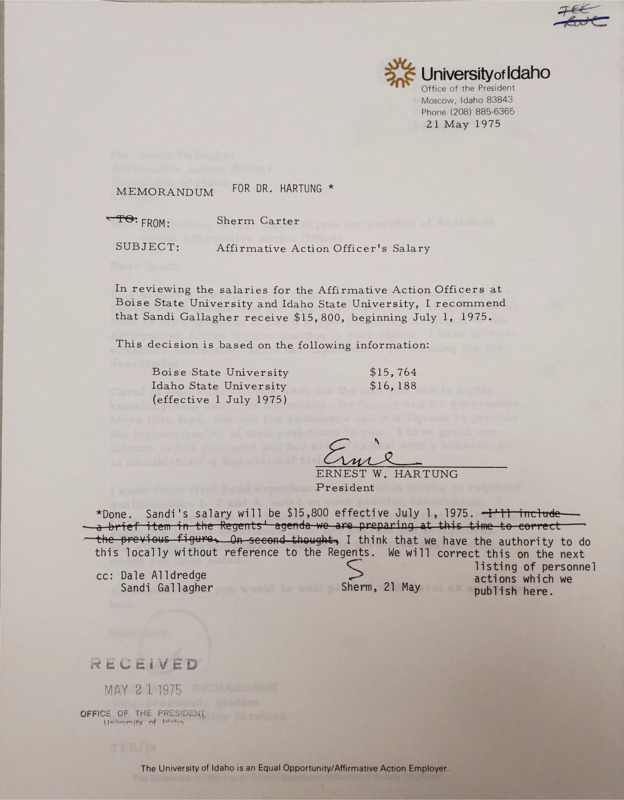 University of Idaho
Office of the President
Moscow, Idaho 83843
Phone (208) 885-6365
21 May 1975
MEMORANDUM FOR DR. HARTUNG *
TO: FROM: Sherm Carter
SUBJECT: Affirmative Action Officer's Salary
In reviewing the salaries for the Affirmative Action Officers at
Boise State University and Idaho State University, I recommend
that Sandi Gallagher receive $15,800, beginning July 1, 1975.
This decision is based on the following information:
Boise State University $15,764
Idaho State University $16,188
(effective 1 July 1975)
Ernie
ERNEST W. HARTUNG
President
*Done. Sandi's salary will be $15,800 effective July 1, 1975. I'll include
a brief item in the Regents' agenda we are preparing at this time to correct
the previous figure. On second thought, I think that we have the authority to do
this locally without reference to the Regents. We will correct this on the next
listing of personnel
actions which we
publish here.
S
Sherm, 21 May
cc: Dale Alldredge
Sandi Gallagher
RECEIVED
MAY 21 1975
OFFICE OF THE PRESIDENT
University of Idaho
The University of Idaho is an Equal Opportunity/Affirmative Action Employer